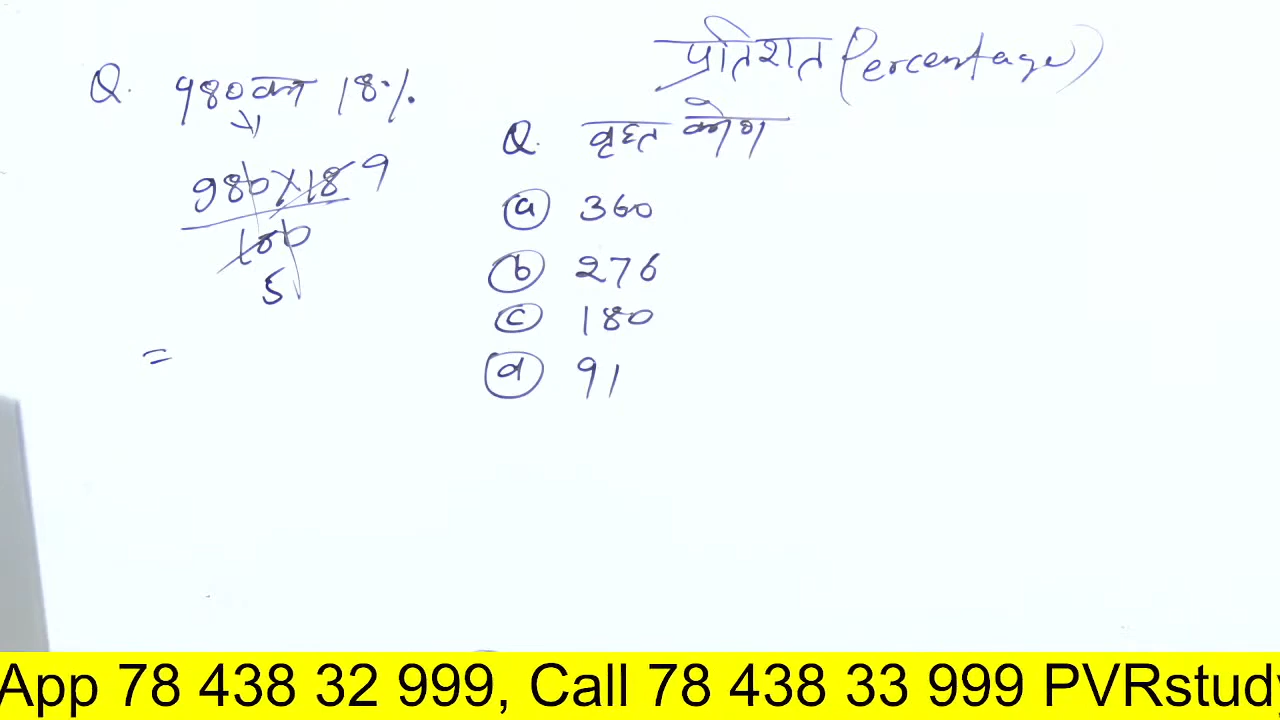 प्रतिशत (Percentage)
Q. 980 का 18%
980 X 18 9
100
5
=
Q. वृहत कोण
a 360
b 276
c 180
d 91
App 78 438 32 999, Call 78 438 33 999 PVRstudy